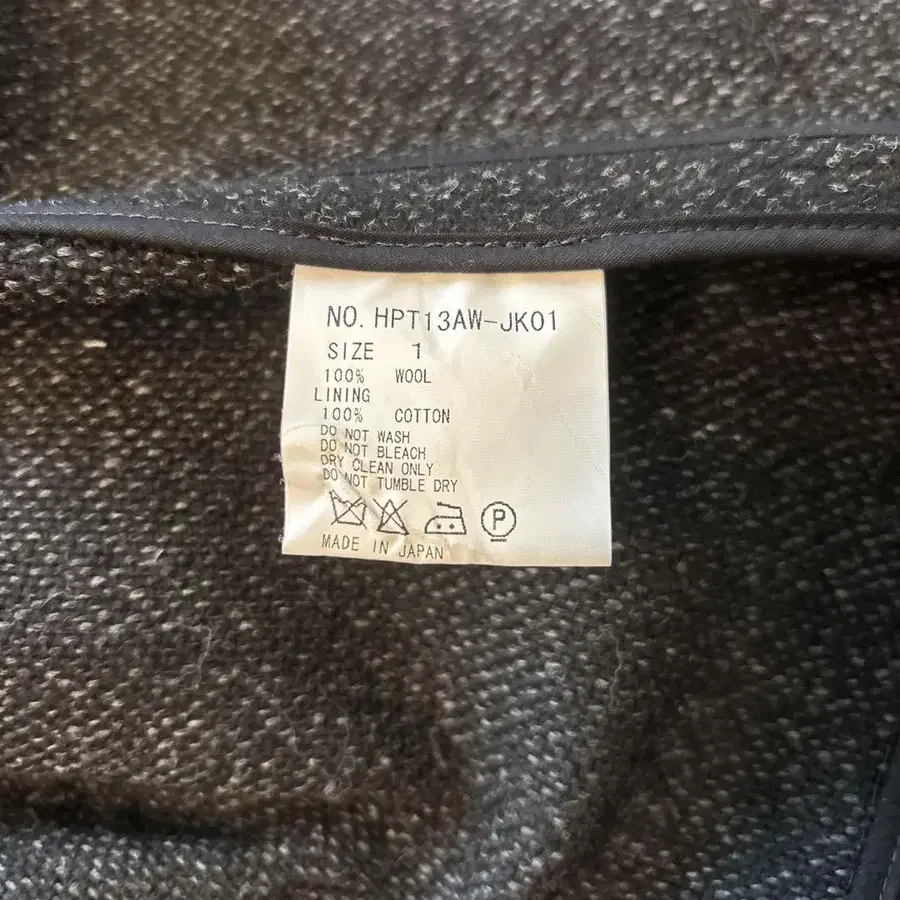 NO. HPT13AW-JK01
SIZE 1
100% WOOL
LINING
100% COTTON
DO NOT WASH
DO NOT BLEACH
DRY CLEAN ONLY
DO NOT TUMBLE DRY
P
MADE IN JAPAN